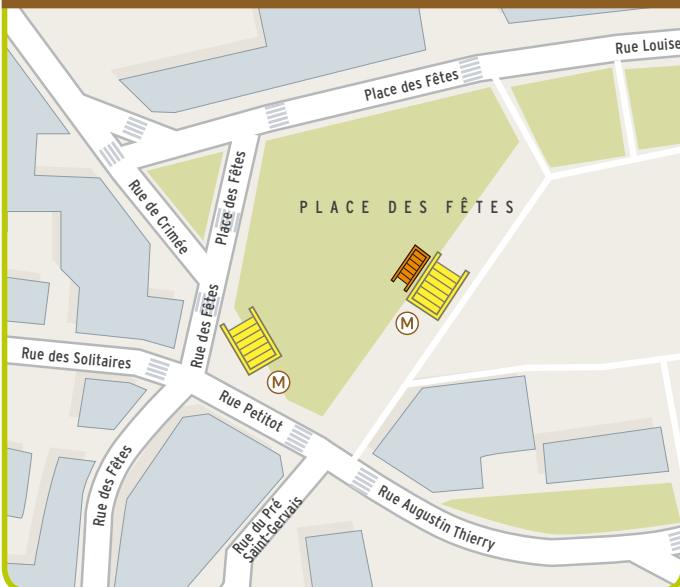 Rue Louise
Place des Fêtes
Place des Fêtes
PLACE DES FÊTES
Rue de Crimée
M
Rue des Fêtes
Rue des Solitaires
M
Rue Petitot
Rue des Fêtes
Rue du Pré
Saint-Gervais
Rue Augustin Thierry